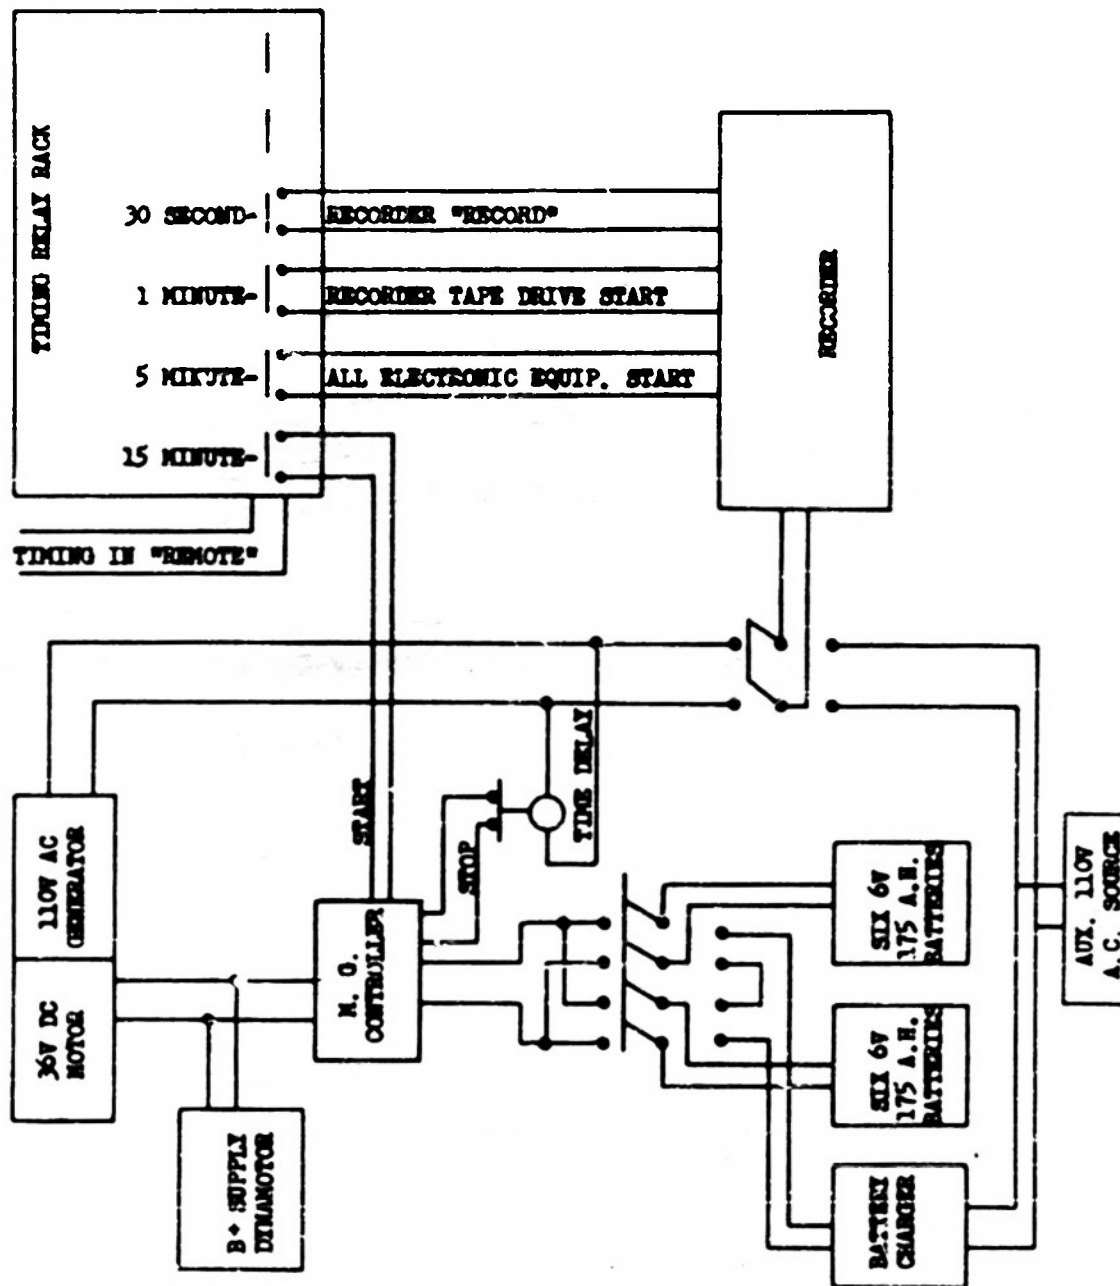 TIMING RELAY RACK
30 SECOND-
RECORDER "RECORD"
1 MINUTE-
RECORDER TAPE DRIVE START
5 MINUTE-
ALL ELECTRONIC EQUIP. START
15 MINUTE-
RECORDER
TIMING IN "REMOTE"
START
STOP
TIME DELAY
110V AC
GENERATOR
36V DC
MOTOR
M. G.
CONTROLLER
B+ SUPPLY
DYNAMOTOR
SIX 6V
175 A.H.
BATTERIES
SIX 6V
175 A.H.
BATTERIES
BATTERY
CHARGER
AUX. 110V
A.C. SOURCE